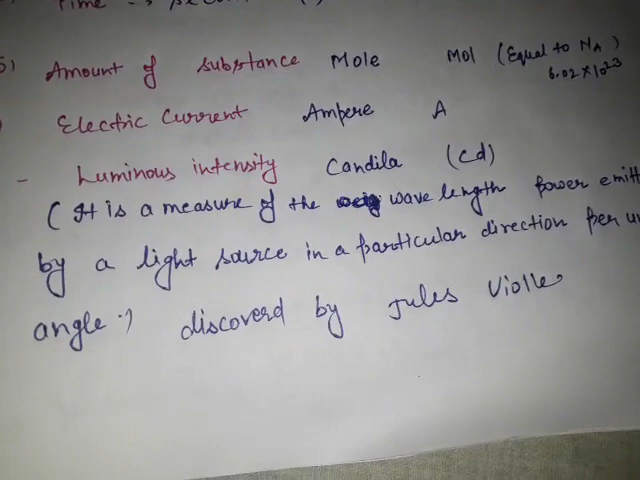 Time
5) Amount of substance Mole Mol (Equal to NA)
6.02 × 10²³
Electric Current Ampere A
- Luminous intensity Candila (cd)
( It is a measure of the wave length power emitt
by a light source in a particular direction per un
angle.) discoverd by Jules Violle